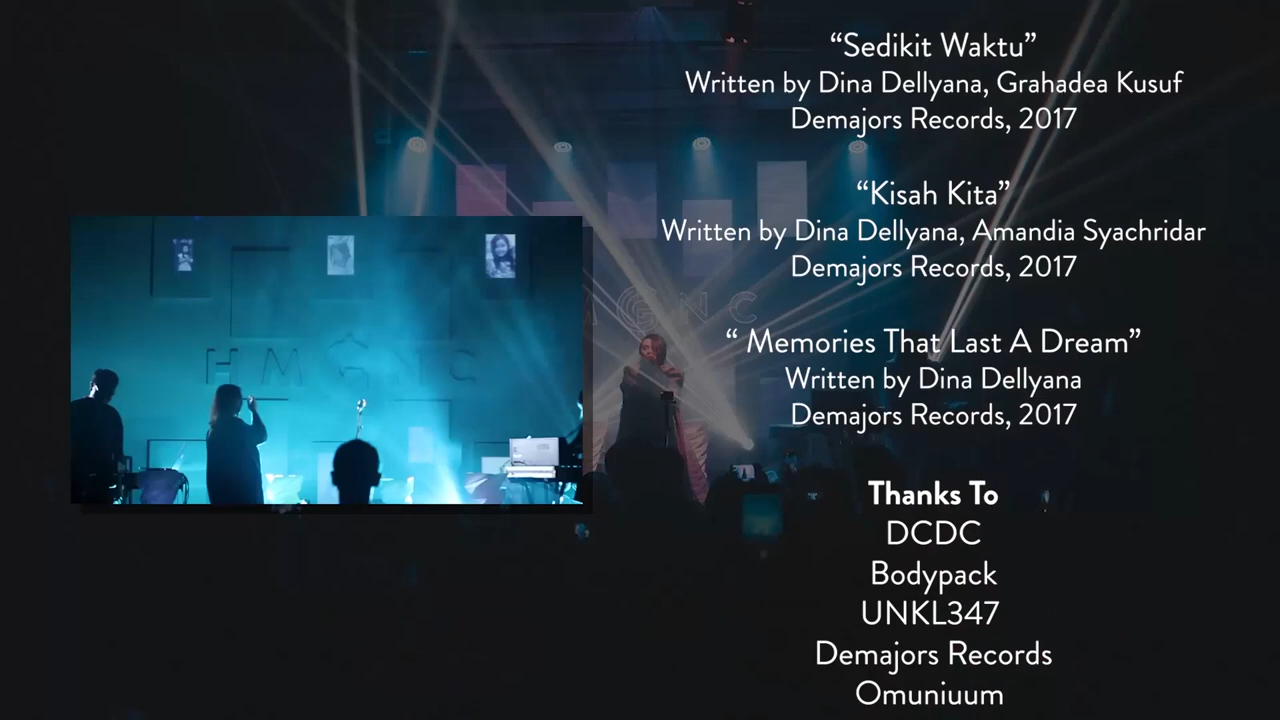 “Sedikit Waktu”
Written by Dina Dellyana, Grahadea Kusuf
Demajors Records, 2017
“Kisah Kita”
Written by Dina Dellyana, Amandia Syachridar
Demajors Records, 2017
“ Memories That Last A Dream”
Written by Dina Dellyana
Demajors Records, 2017
Thanks To
DCDC
Bodypack
UNKL347
Demajors Records
Omuniuum
HMGNC
GNC